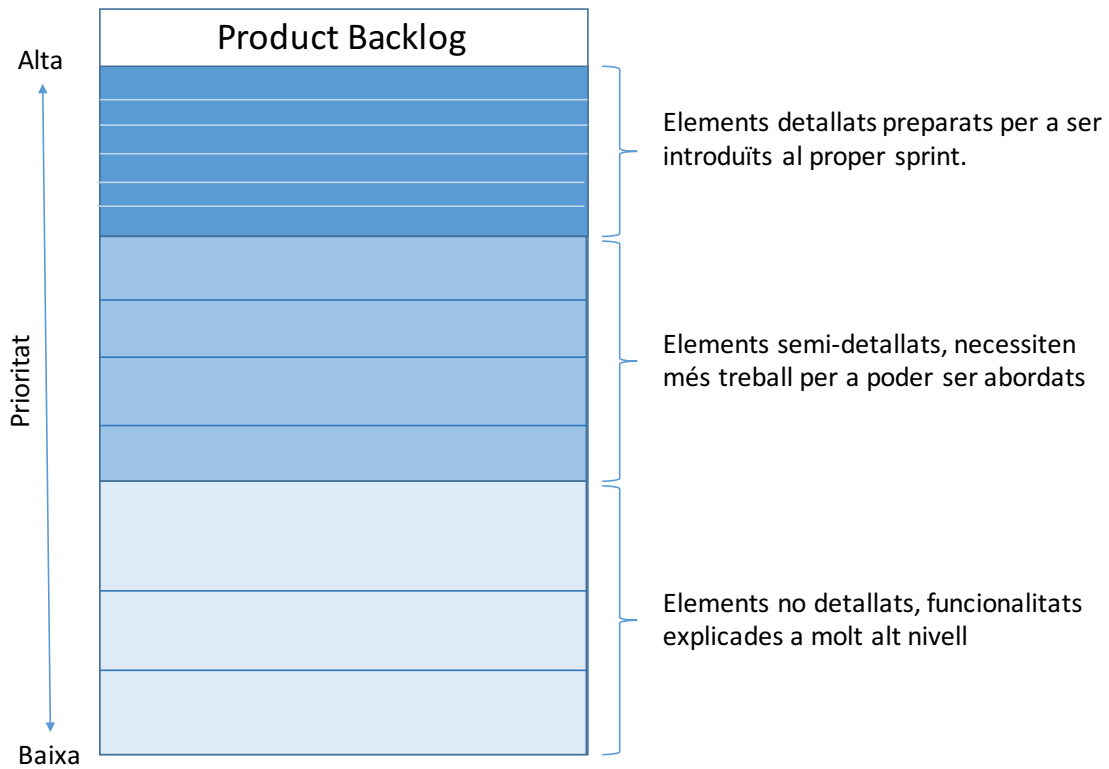 Product Backlog
Alta
Elements detallats preparats per a ser
introduïts al proper sprint.
Prioritat
Elements semi-detallats, necessiten
més treball per a poder ser abordats
Elements no detallats, funcionalitats
explicades a molt alt nivell
Baixa